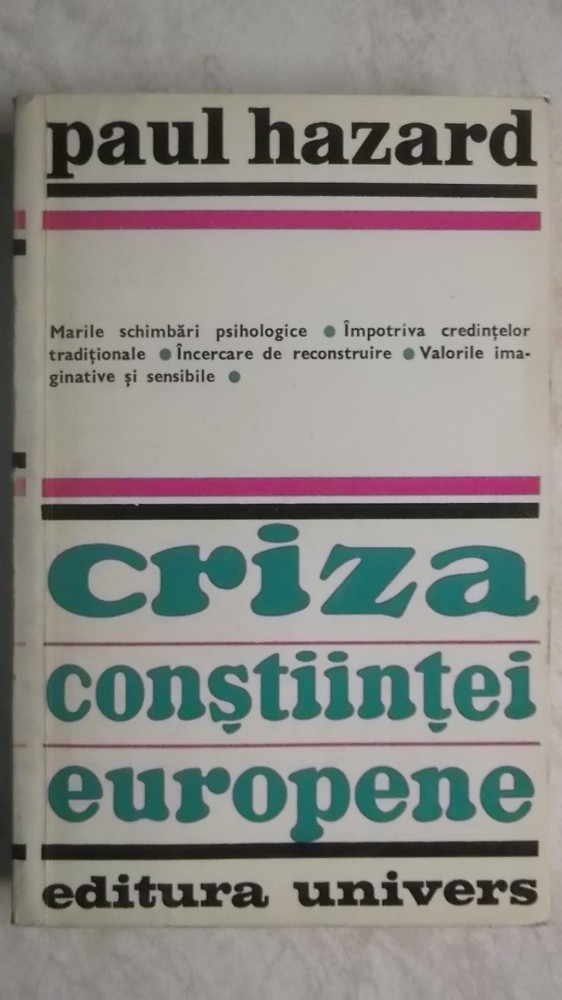 paul hazard
Marile schimbări psihologice ● Împotriva credințelor
tradiționale ● Încercare de reconstruire ● Valorile ima-
ginative și sensibile ●
criza
conștiinței
europene
editura univers